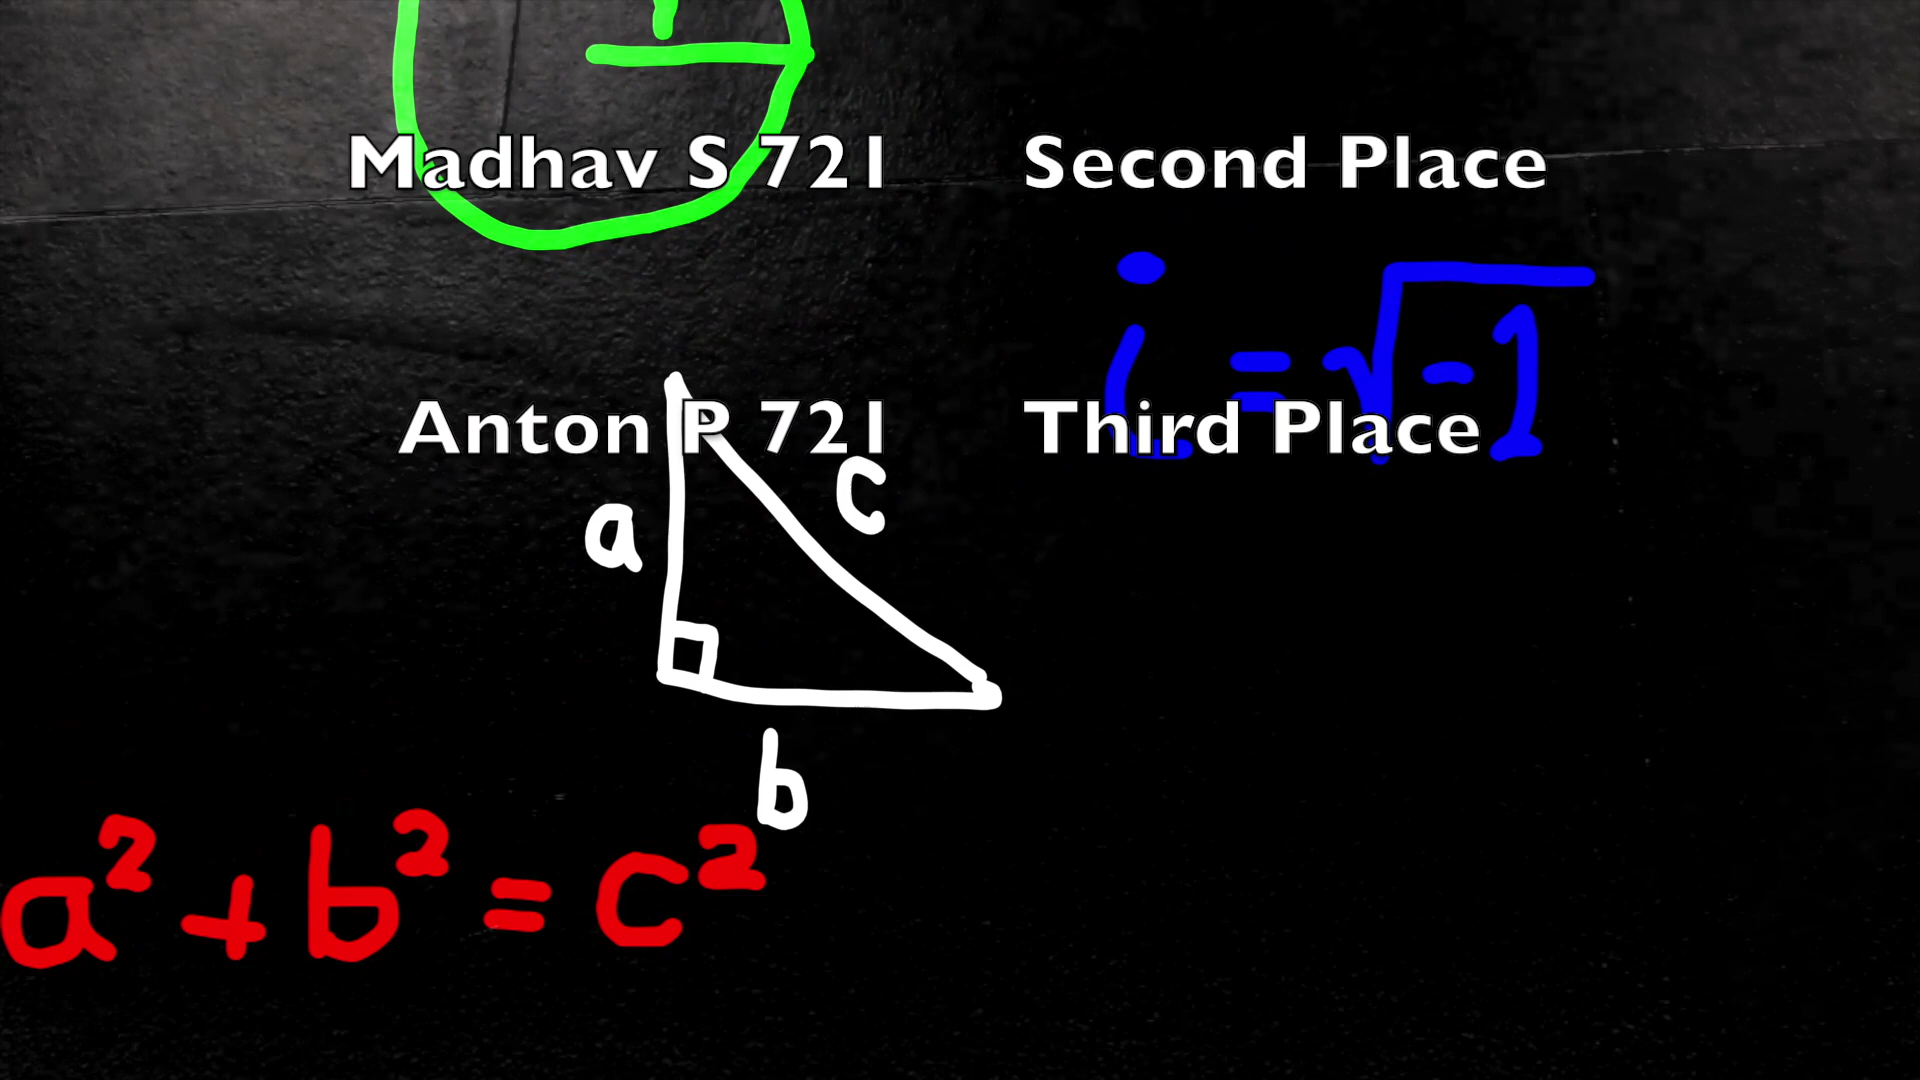 r
Madhav S 721 Second Place
i = √-1
Anton P 721 Third Place
c
a
b
a² + b² = c²